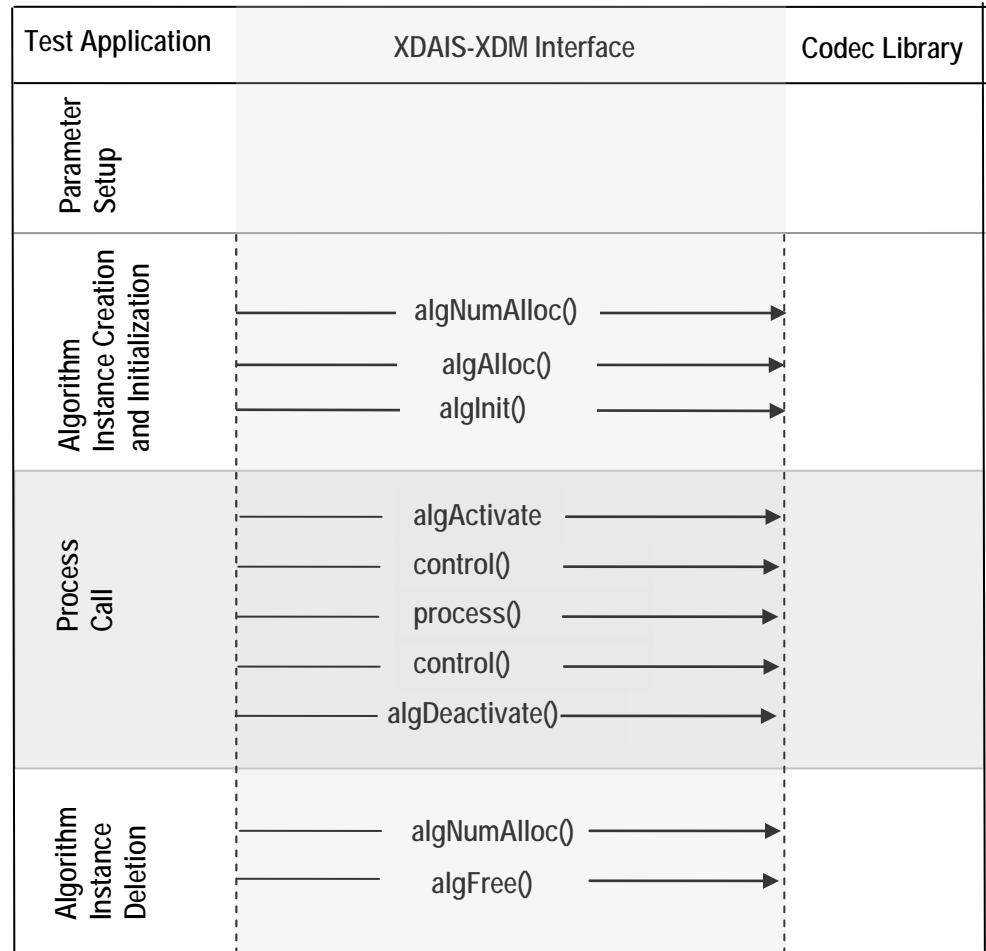 Test Application
XDAIS-XDM Interface
Codec Library
Parameter
Setup
Algorithm
Instance Creation
and Initialization
algNumAlloc()
algAlloc()
algInit()
Process
Call
algActivate
control()
process()
control()
algDeactivate()
Algorithm
Instance
Deletion
algNumAlloc()
algFree()